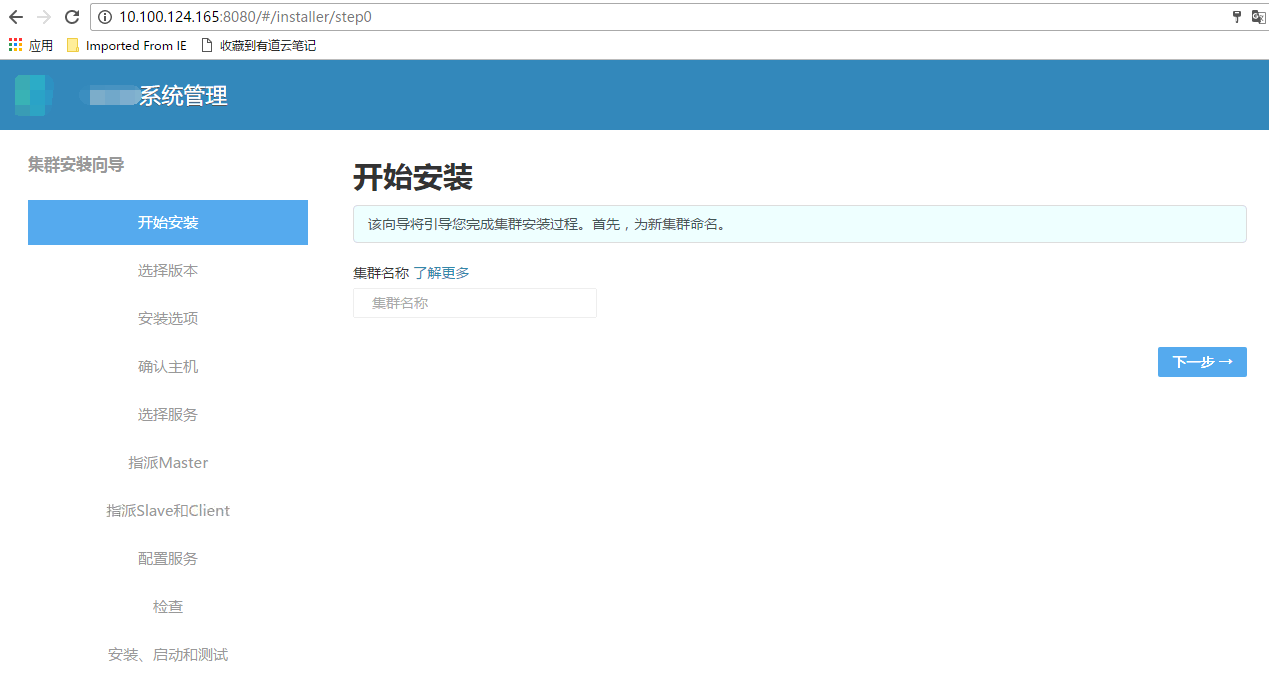 10.100.124.165:8080/#/installer/step0
应用 Imported From IE 收藏到有道云笔记
系统管理
集群安装向导
开始安装
选择版本
安装选项
确认主机
选择服务
指派Master
指派Slave和Client
配置服务
检查
安装、启动和测试
开始安装
该向导将引导您完成集群安装过程。首先，为新集群命名。
集群名称 了解更多
集群名称
下一步 →